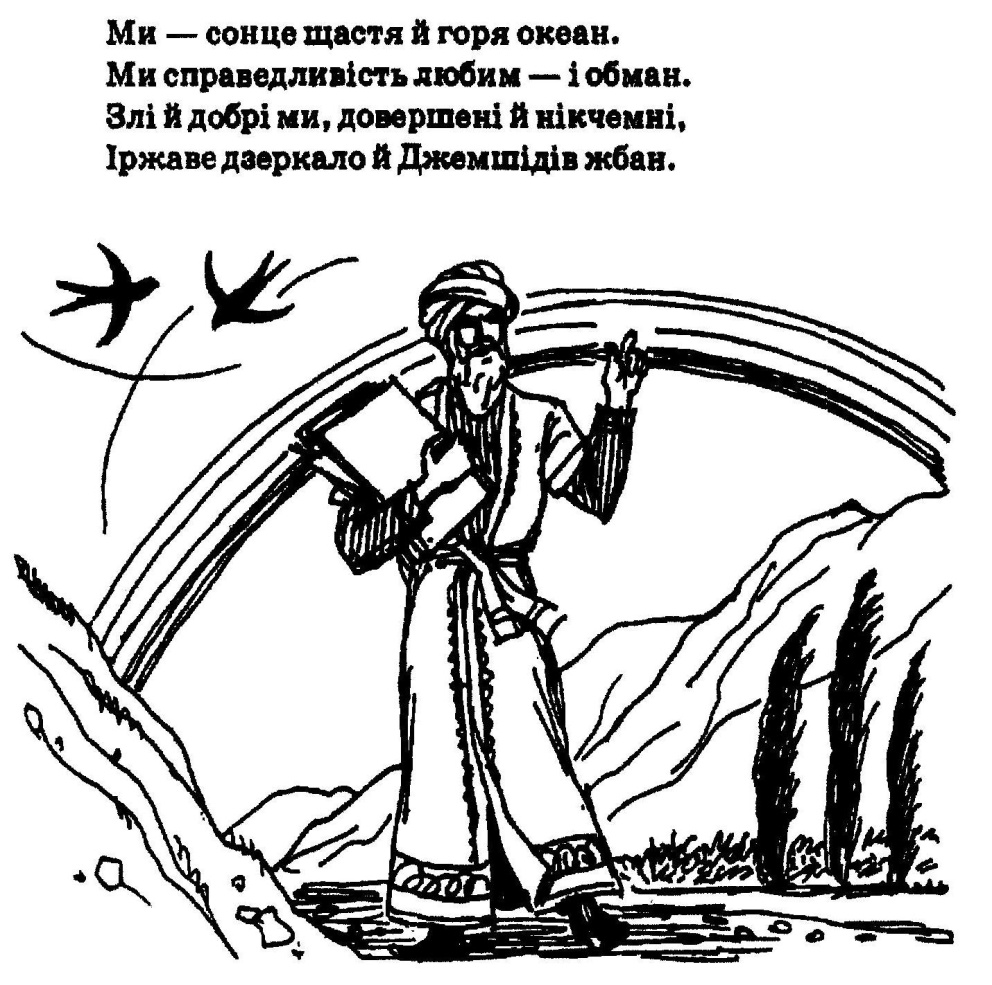 Ми — сонце щастя й горя океан.
Ми справедливість любим — і обман.
Злі й добрі ми, довершені й нікчемні,
Іржаве дзеркало й Джемшідів жбан.